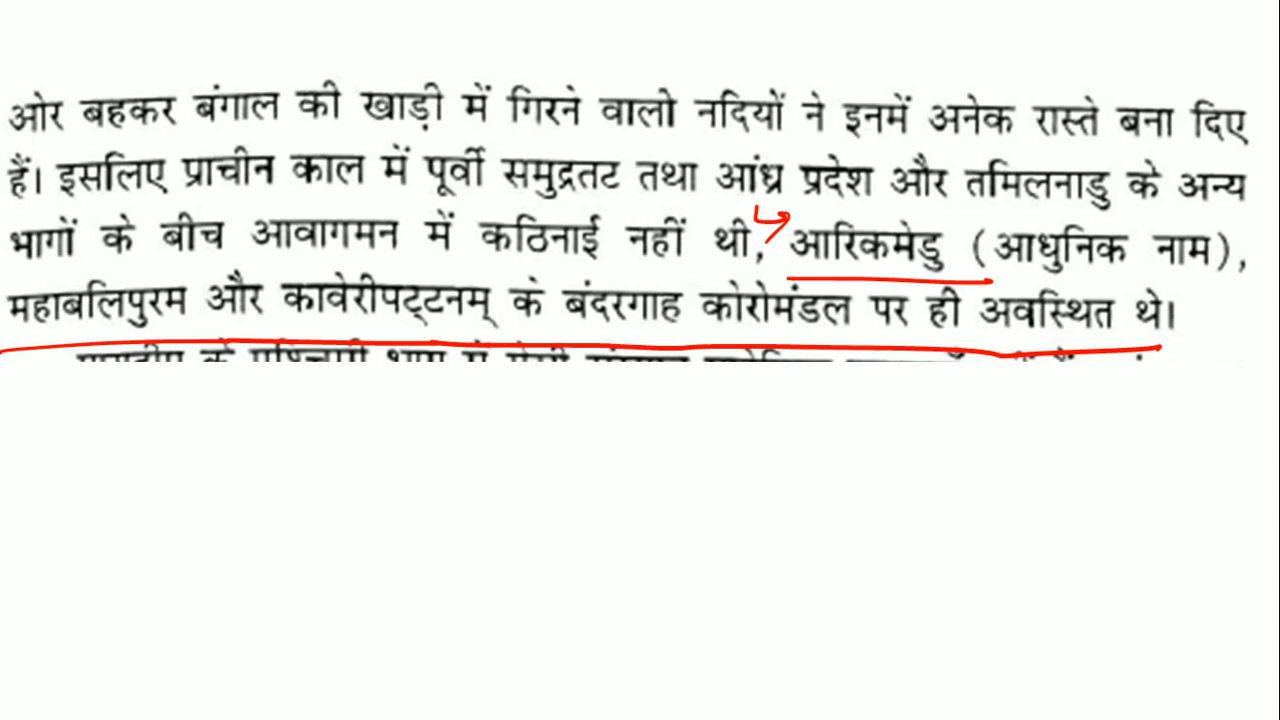 ओर बहकर बंगाल की खाड़ी में गिरने वालो नदियों ने इनमें अनेक रास्ते बना दिए
हैं। इसलिए प्राचीन काल में पूर्वी समुद्रतट तथा आंध्र प्रदेश और तमिलनाडु के अन्य
भागों के बीच आवागमन में कठिनाई नहीं थी, आरिकमेडु (आधुनिक नाम),
महाबलिपुरम और कावेरीपट्टनम् के बंदरगाह कोरोमंडल पर ही अवस्थित थे।